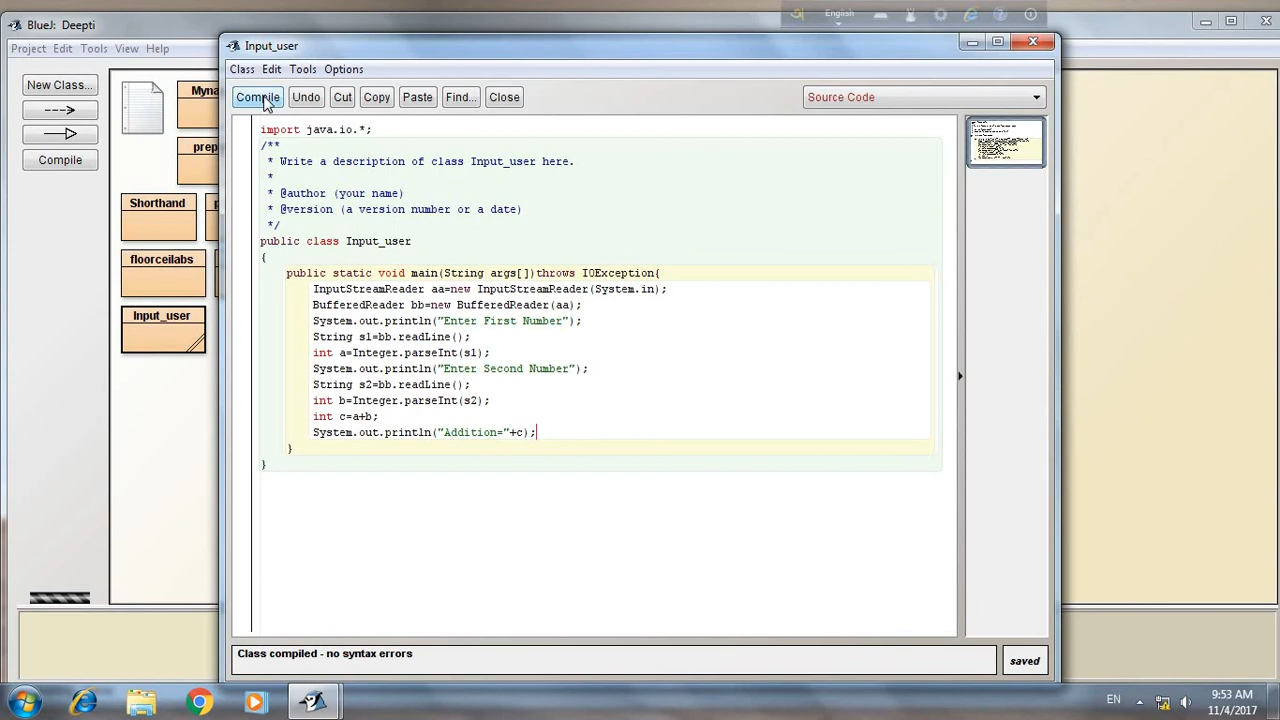 BlueJ: Deepti
English
Project Edit Tools View Help
New Class...
Compile
Myna
prep
Shorthand
p
floorceilabs
Input_user
Input_user
Class Edit Tools Options
Compile Undo Cut Copy Paste Find... Close Source Code
import java.io.*;
/**
* Write a description of class Input_user here.
*
* @author (your name)
* @version (a version number or a date)
*/
public class Input_user
{
public static void main(String args[])throws IOException{
InputStreamReader aa=new InputStreamReader(System.in);
BufferedReader bb=new BufferedReader(aa);
System.out.println("Enter First Number");
String s1=bb.readLine();
int a=Integer.parseInt(s1);
System.out.println("Enter Second Number");
String s2=bb.readLine();
int b=Integer.parseInt(s2);
int c=a+b;
System.out.println("Addition="+c);
}
}
Class compiled - no syntax errors
saved
EN
9:53 AM
11/4/2017